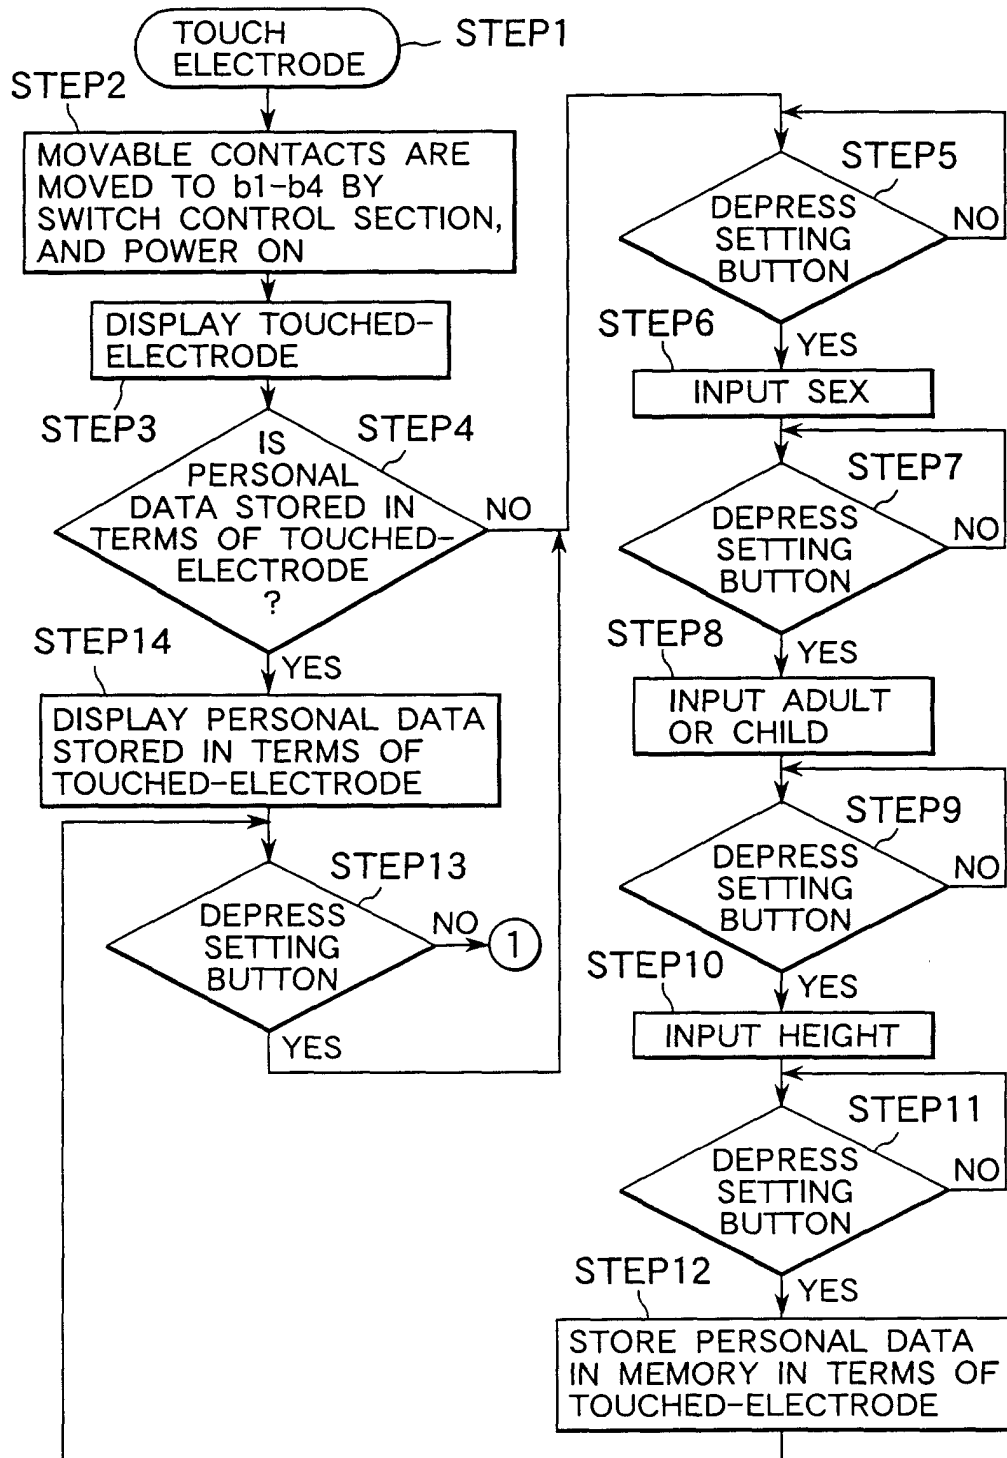 TOUCH
ELECTRODE
STEP1
STEP2
MOVABLE CONTACTS ARE
MOVED TO b1-b4 BY
SWITCH CONTROL SECTION,
AND POWER ON
DISPLAY TOUCHED-
ELECTRODE
STEP3
STEP4
IS
PERSONAL
DATA STORED IN
TERMS OF TOUCHED-
ELECTRODE
?
NO
YES
STEP14
DISPLAY PERSONAL DATA
STORED IN TERMS OF
TOUCHED-ELECTRODE
STEP13
DEPRESS
SETTING
BUTTON
NO
1
YES
STEP5
DEPRESS
SETTING
BUTTON
NO
YES
STEP6
INPUT SEX
STEP7
DEPRESS
SETTING
BUTTON
NO
YES
STEP8
INPUT ADULT
OR CHILD
STEP9
DEPRESS
SETTING
BUTTON
NO
YES
STEP10
INPUT HEIGHT
STEP11
DEPRESS
SETTING
BUTTON
NO
YES
STEP12
STORE PERSONAL DATA
IN MEMORY IN TERMS OF
TOUCHED-ELECTRODE